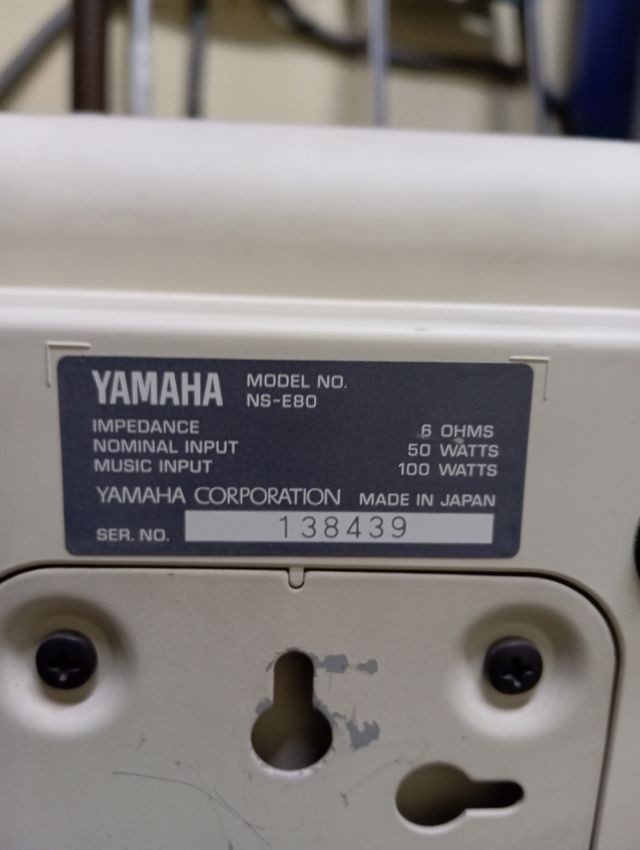 YAMAHA MODEL NO.
NS-E80
IMPEDANCE 6 OHMS
NOMINAL INPUT 50 WATTS
MUSIC INPUT 100 WATTS
YAMAHA CORPORATION MADE IN JAPAN
SER. NO. 138439